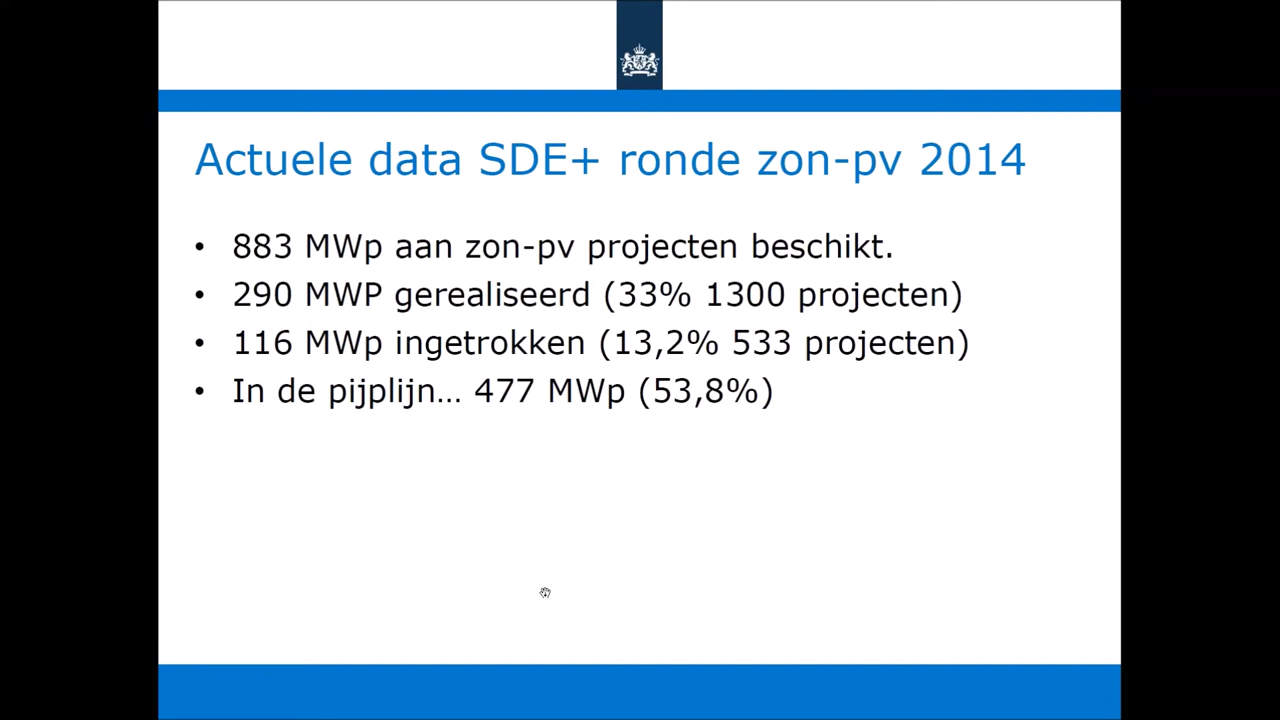 Actuele data SDE+ ronde zon-pv 2014
• 883 MWp aan zon-pv projecten beschikt.
• 290 MWP gerealiseerd (33% 1300 projecten)
• 116 MWp ingetrokken (13,2% 533 projecten)
• In de pijplijn… 477 MWp (53,8%)